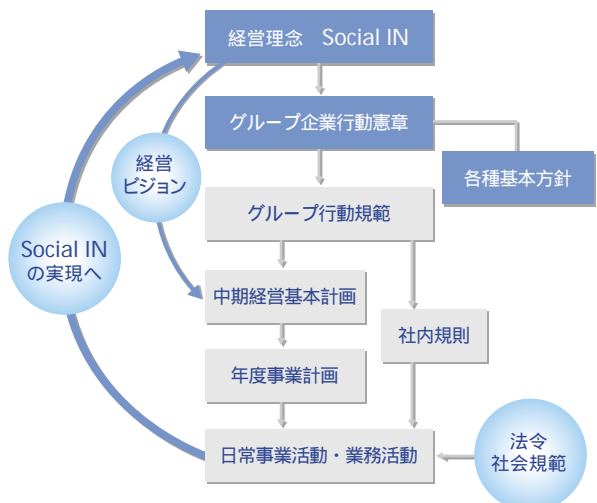 経営理念　Social IN
グループ企業行動憲章
経営
ビジョン
各種基本方針
グループ行動規範
Social IN
の実現へ
中期経営基本計画
社内規則
年度事業計画
日常事業活動・業務活動
法令
社会規範